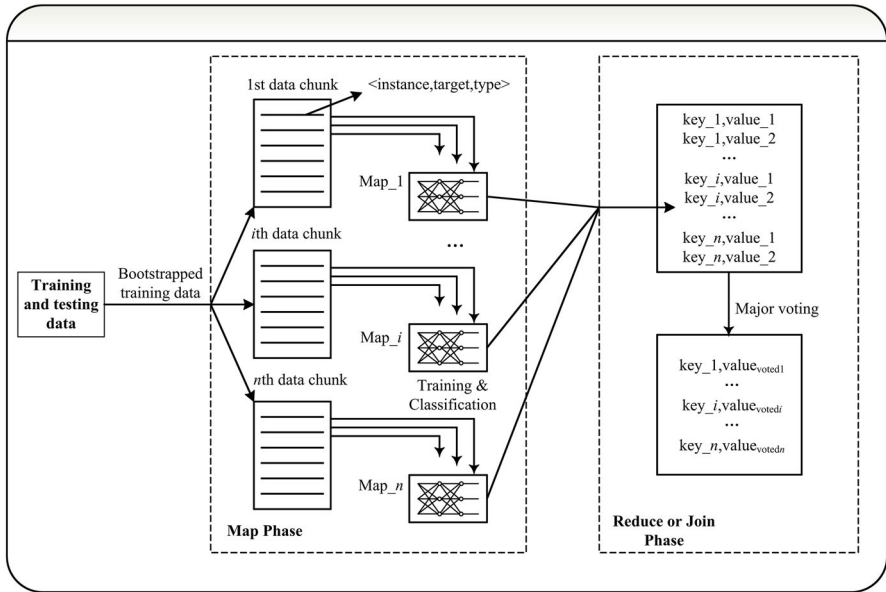 1st data chunk
<instance,target,type>
Map_1
...
ith data chunk
Training
and testing
data
Bootstrapped
training data
Map_i
Training &
Classification
nth data chunk
Map_n
Map Phase
key_1,value_1
key_1,value_2
...
key_i,value_1
key_i,value_2
...
key_n,value_1
key_n,value_2
Major voting
key_1,valuevoted1
...
key_i,valuevotedi
...
key_n,valuevotedn
Reduce or Join
Phase